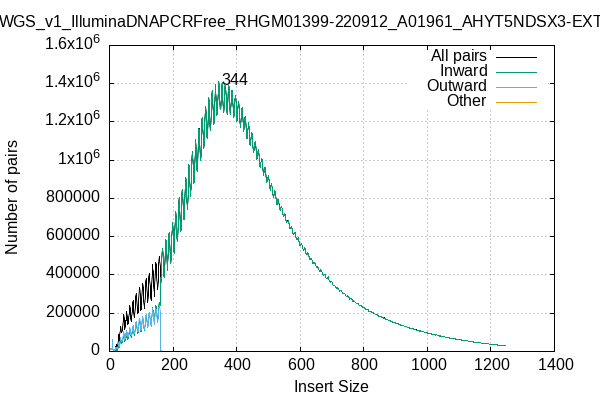 WGS_v1_IlluminaDNAPCRFree_RHGM01399-220912_A01961_AHYT5NDSX3-EXT
1.6x10^6
1.4x10^6
1.2x10^6
1x10^6
800000
600000
400000
200000
0
Number of pairs
344
All pairs
Inward
Outward
Other
0 200 400 600 800 1000 1200 1400
Insert Size